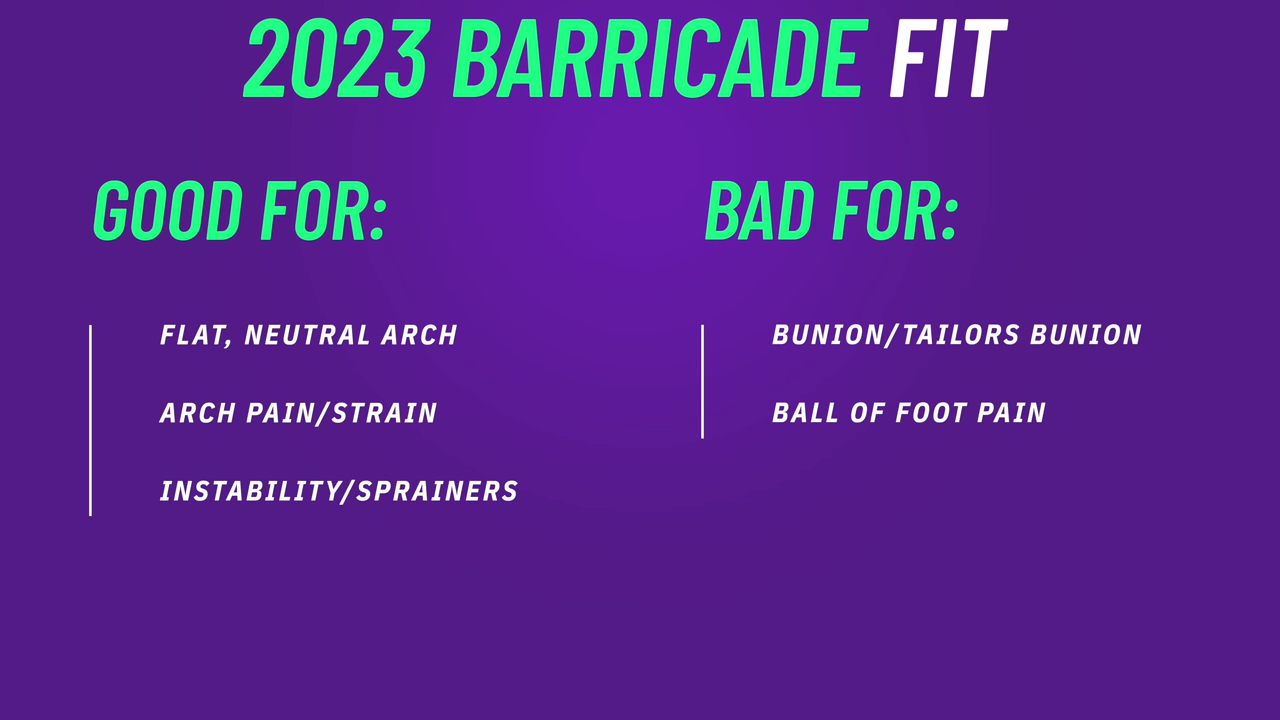 2023 BARRICADE FIT
GOOD FOR:
FLAT, NEUTRAL ARCH
ARCH PAIN/STRAIN
INSTABILITY/SPRAINERS
BAD FOR:
BUNION/TAILORS BUNION
BALL OF FOOT PAIN